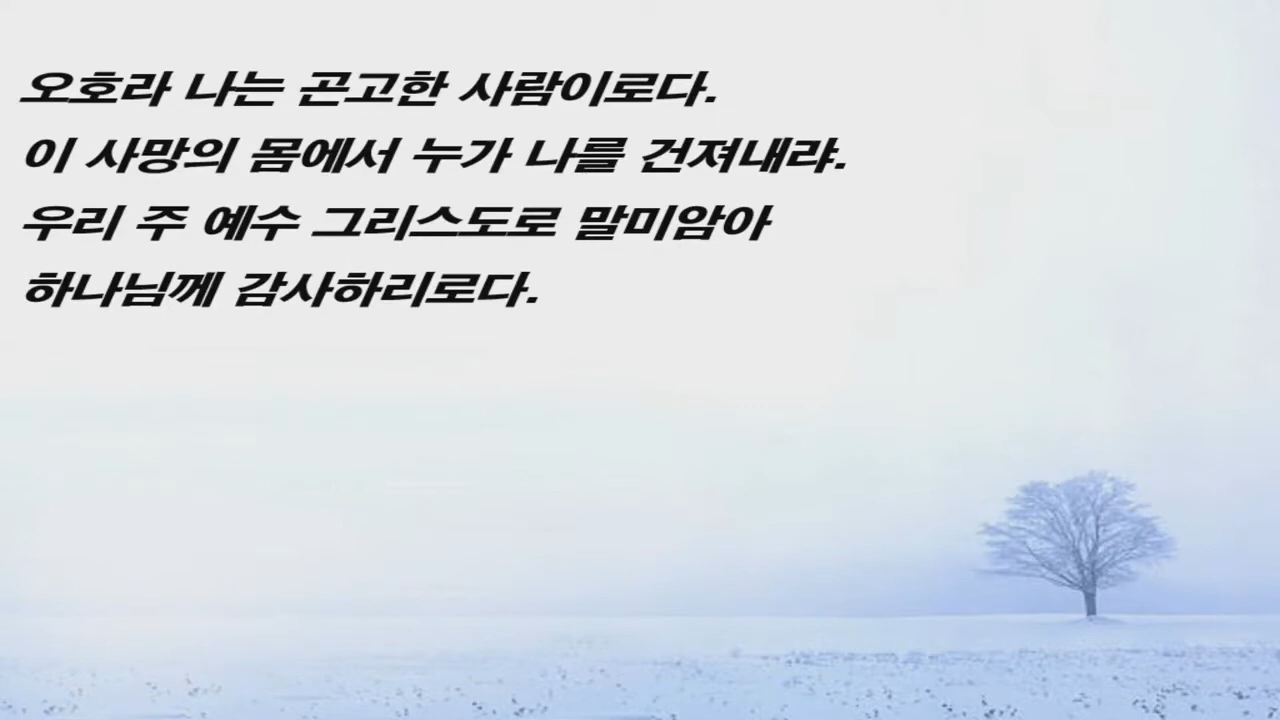 오호라 나는 곤고한 사람이로다.
이 사망의 몸에서 누가 나를 건져내랴.
우리 주 예수 그리스도로 말미암아
하나님께 감사하리로다.